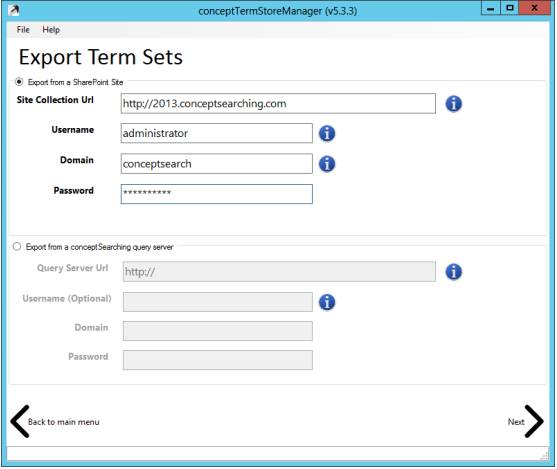 conceptTermStoreManager (v5.3.3)
File Help
Export Term Sets
Export from a SharePoint Site
Site Collection Url http://2013.conceptsearching.com
Username administrator
Domain conceptsearch
Password **********
Export from a conceptSearching query server
Query Server Url http://
Username (Optional)
Domain
Password
Back to main menu Next